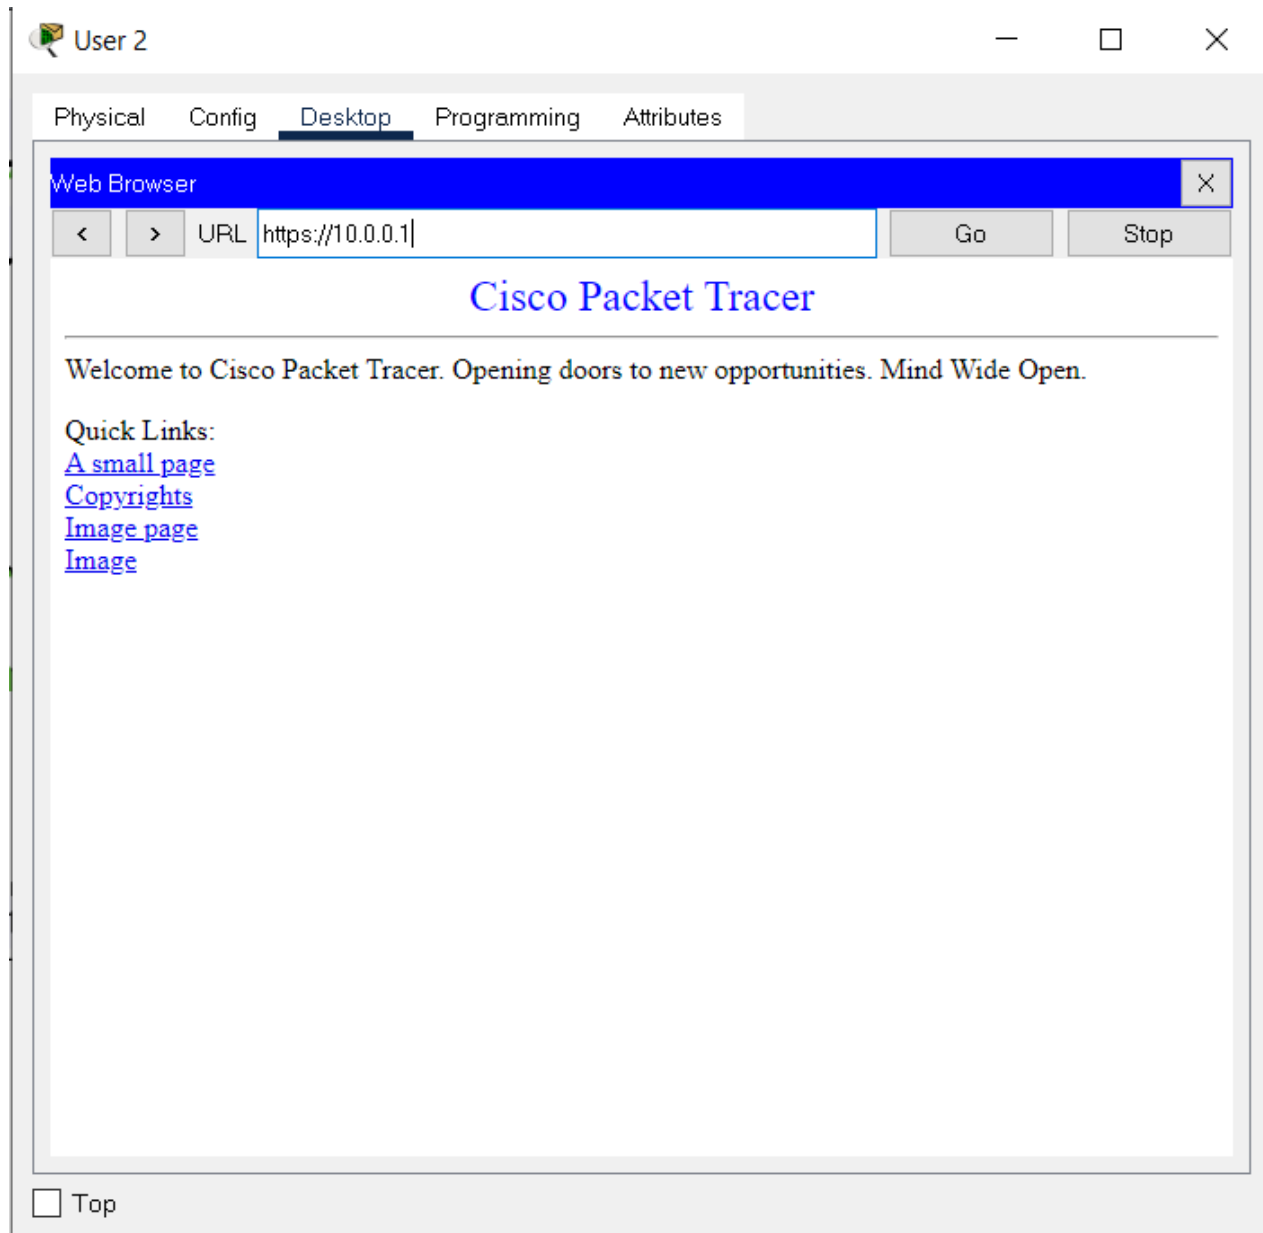 User 2
Physical Config Desktop Programming Attributes
Web Browser X
< > URL https://10.0.0.1 Go Stop
Cisco Packet Tracer
Welcome to Cisco Packet Tracer. Opening doors to new opportunities. Mind Wide Open.
Quick Links:
A small page
Copyrights
Image page
Image
Top